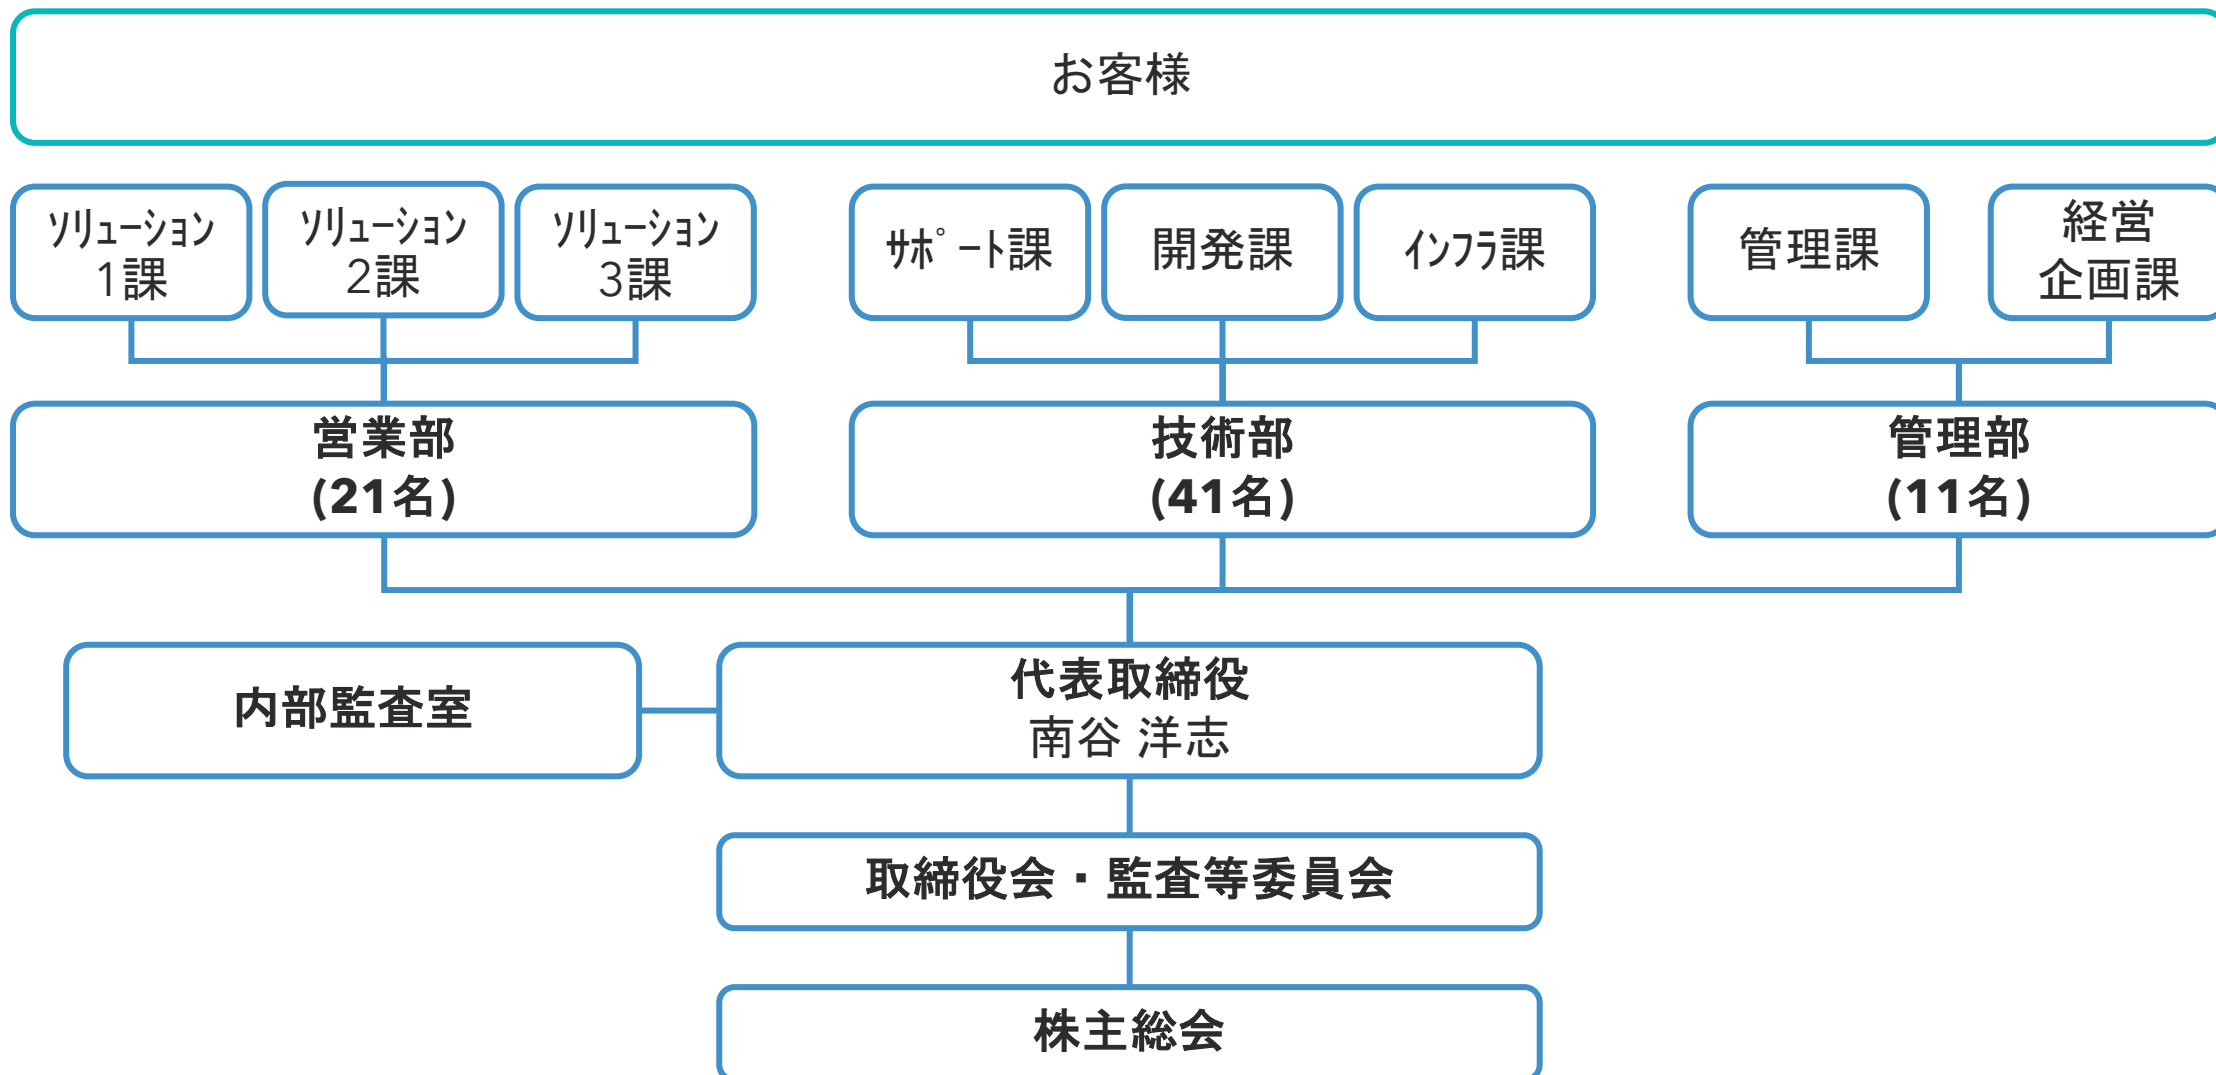 お客様
ｿﾘｭｰｼｮﾝ
1課
ｿﾘｭｰｼｮﾝ
2課
ｿﾘｭｰｼｮﾝ
3課
ｻﾎﾟｰﾄ課
開発課
ｲﾝﾌﾗ課
管理課
経営
企画課
営業部
(21名)
技術部
(41名)
管理部
(11名)
内部監査室
代表取締役
南谷 洋志
取締役会・監査等委員会
株主総会